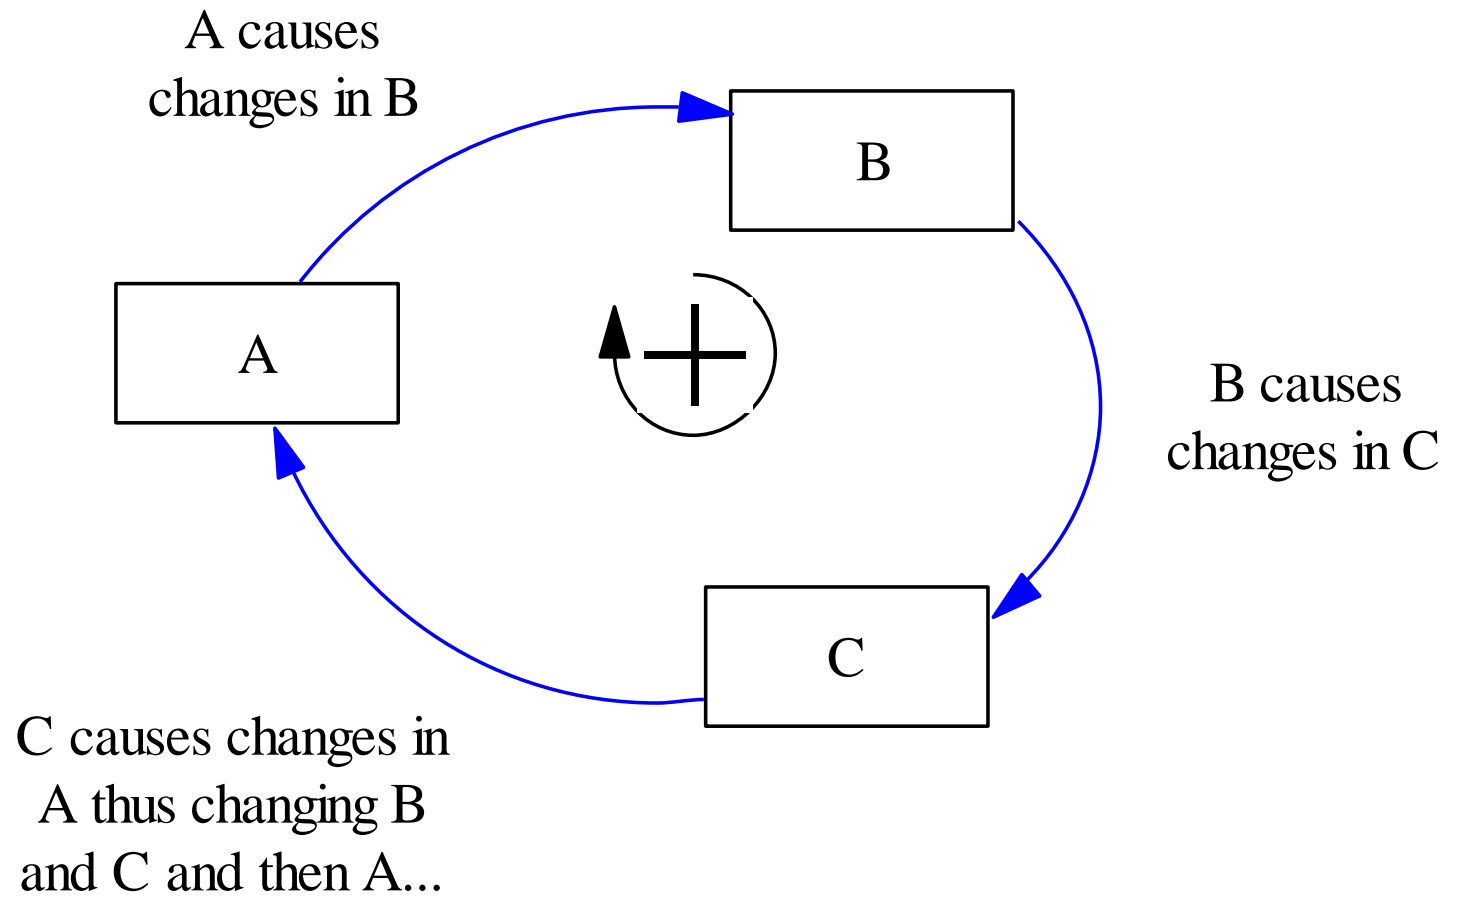 A causes
changes in B
B
A
B causes
changes in C
C
C causes changes in
A thus changing B
and C and then A...